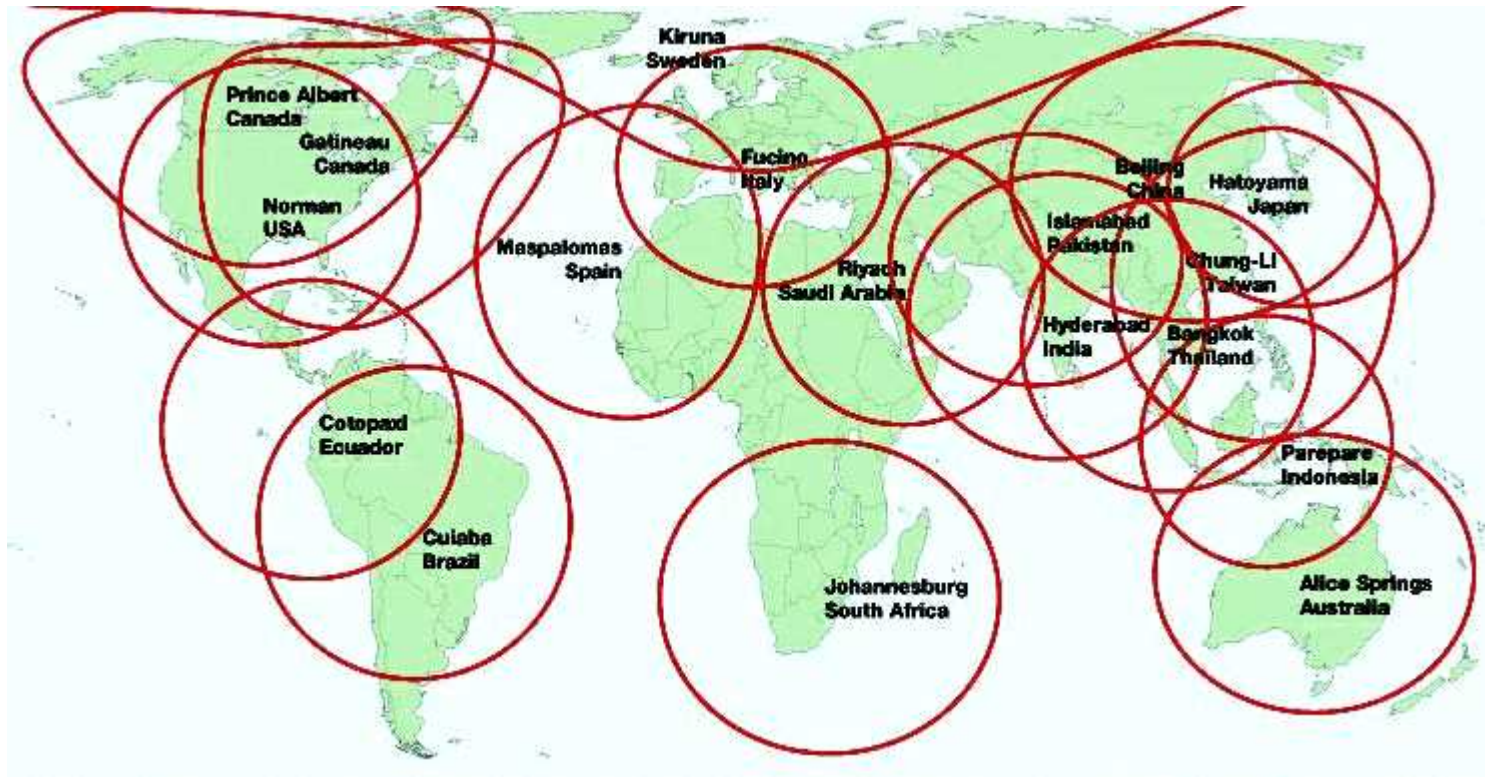 Kiruna
Sweden
Prince Albert
Canada
Gatineau
Canada
Norman
USA
Maspalomas
Spain
Fucino
Italy
Riyach
Saudi Arabia
Beijing
China
Hatoyama
Japan
Islamabad
Pakistan
Chung-Li
Taiwan
Hyderabad
India
Bangkok
Thailand
Cotopaxi
Ecuador
Cuiaba
Brazil
Johannesburg
South Africa
Parepare
Indonesia
Alice Springs
Australia